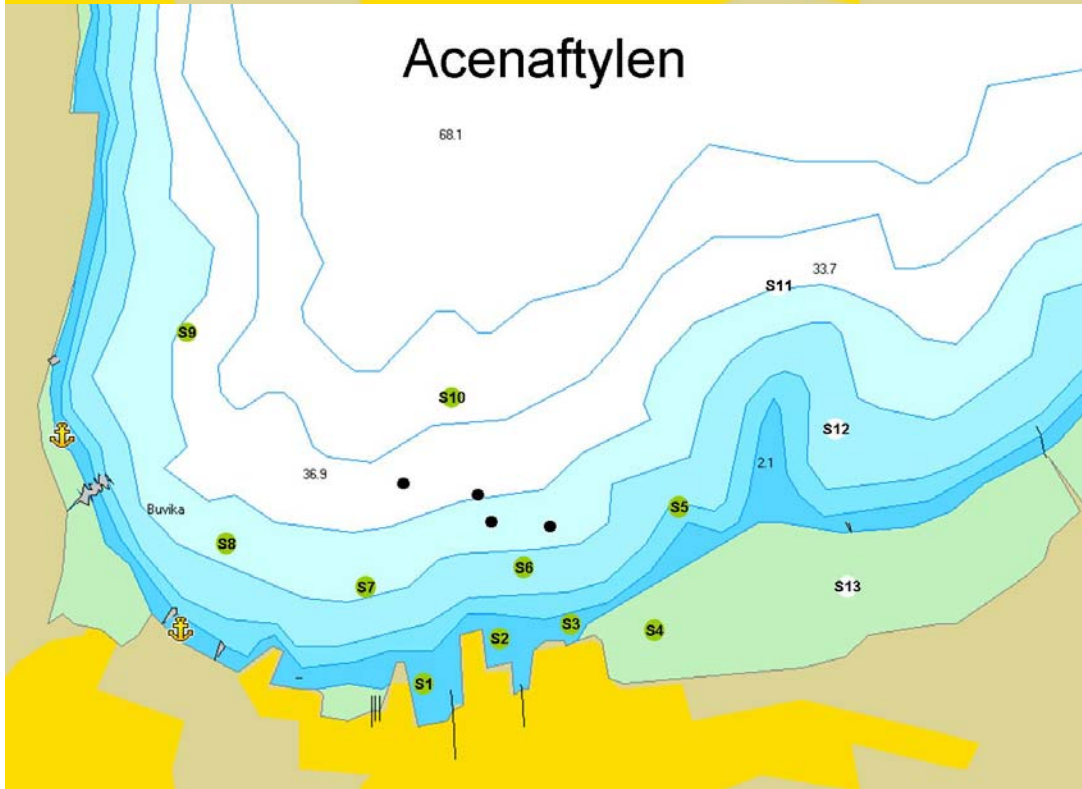 Acenaftylen
68.1
33.7
S11
S9
S10
S12
36.9
2.1
Buvika
S5
S8
S6
S7
S13
S3
S4
S2
S1